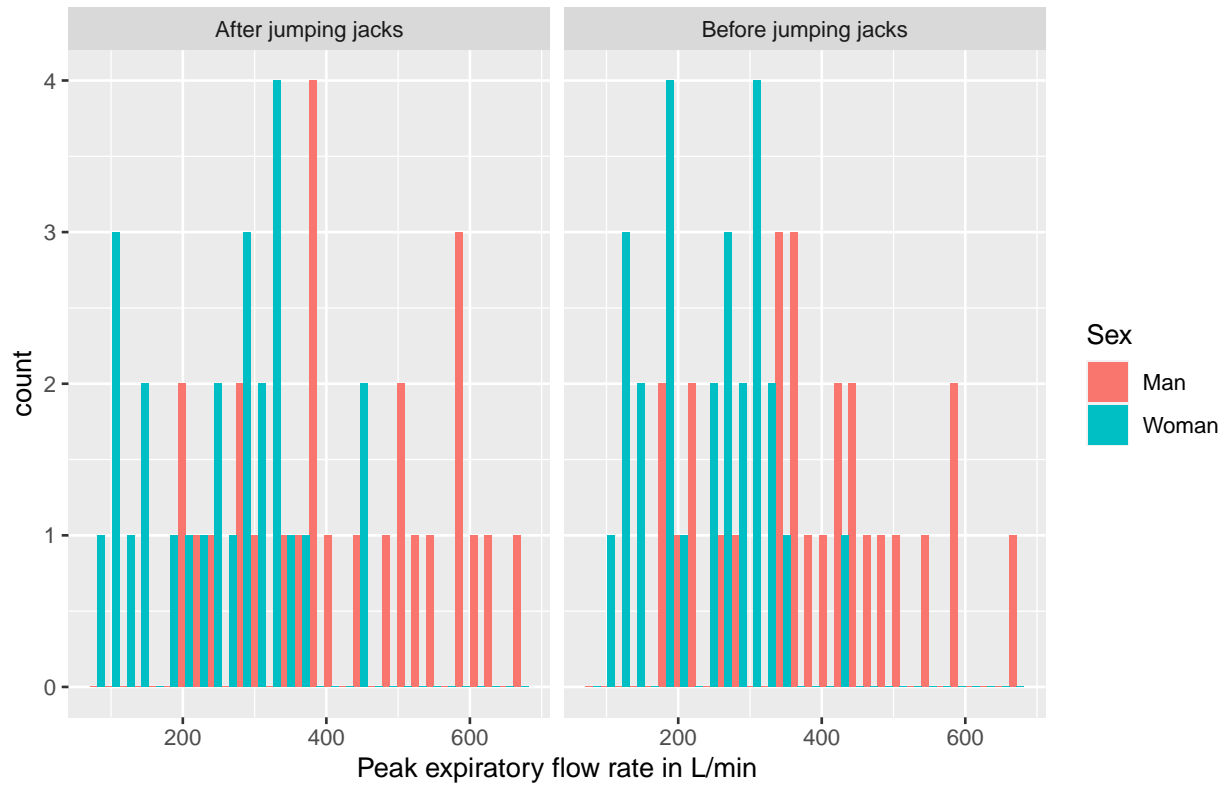 After jumping jacks
Before jumping jacks
4
3
2
1
0
count
200
400
600
200
400
600
Peak expiratory flow rate in L/min
Sex
Man
Woman